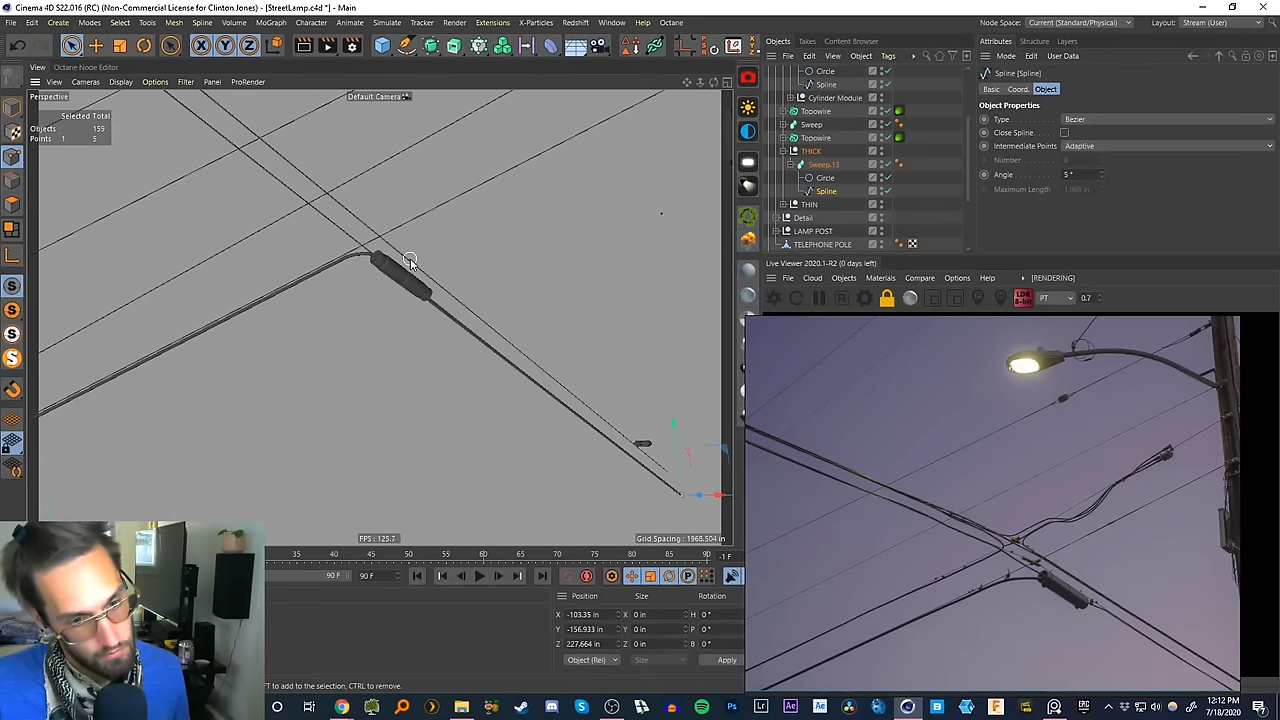 Cinema 4D S22.016 (RC) (Non-Commercial License for Clinton Jones) - [StreetLamp.c4d *] - Main
File Edit Create Modes Select Tools Mesh Spline Volume MoGraph Character Animate Simulate Tracker Render Extensions X-Particles Redshift Window Help Octane
Node Space: Current (Standard/Physical) Layout: Stream (User)
View Octane Node Editor
View Cameras Display Options Filter Panel ProRender
Perspective
Default Camera
Selected Total
Objects 159
Points 1 5
FPS : 125.7
Grid Spacing : 1968.504 in
Objects Takes Content Browser
File Edit View Object Tags
Circle
Spline
Cylinder Module
Topowire
Sweep
Topowire
THICK
Sweep.13
Circle
Spline
THIN
Detail
LAMP POST
TELEPHONE POLE
Attributes Structure Layers
Mode Edit User Data
Spline [Spline]
Basic Coord. Object
Object Properties
Type Bezier
Close Spline
Intermediate Points Adaptive
Number 8
Angle 5 °
Maximum Length
Live Viewer 2020.1-R2 (0 days left)
File Cloud Objects Materials Compare Options [RENDERING]
LDR 8-bit PT 0.7
35 40 45 50 55 60 65 70 75 80 85 90 -1 F
90 F 90 F
Position Size Rotation
X -103.35 in X 0 in H 0 °
Y -156.933 in Y 0 in P 0 °
Z 227.664 in Z 0 in B 0 °
Object (Rel) Size Apply
FT to add to the selection, CTRL to remove.
12:12 PM
7/18/2020